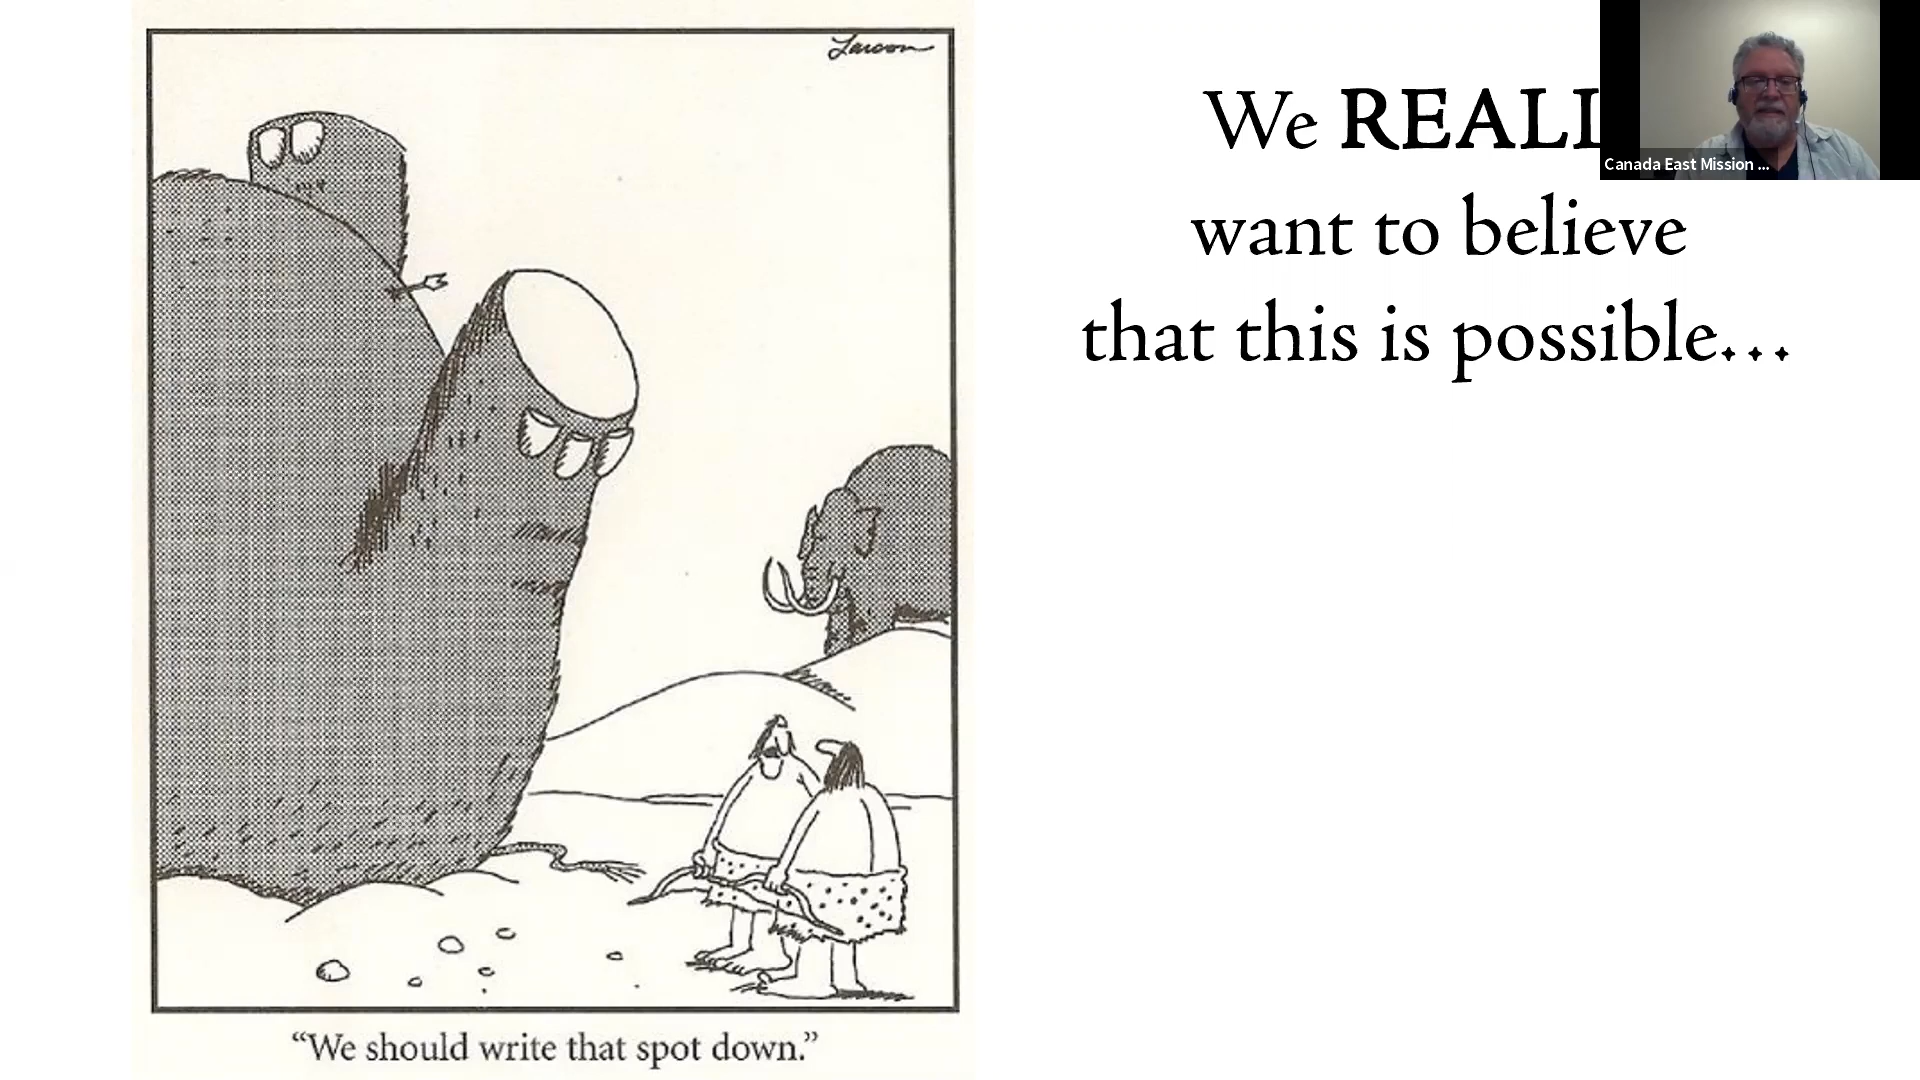 Larson
We REALL
want to believe
that this is possible...
Canada East Mission ...
“We should write that spot down.”